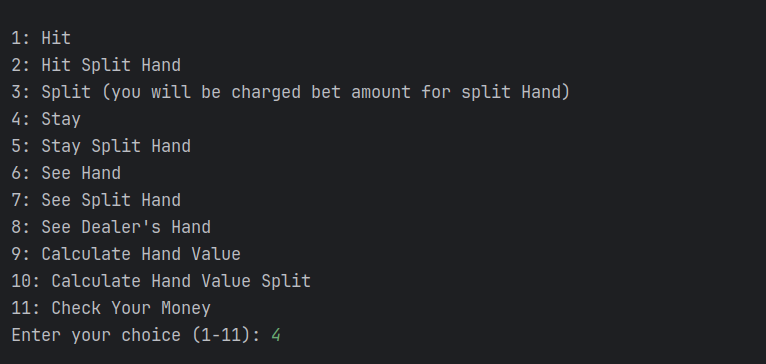 1: Hit
2: Hit Split Hand
3: Split (you will be charged bet amount for split Hand)
4: Stay
5: Stay Split Hand
6: See Hand
7: See Split Hand
8: See Dealer's Hand
9: Calculate Hand Value
10: Calculate Hand Value Split
11: Check Your Money
Enter your choice (1-11): 4